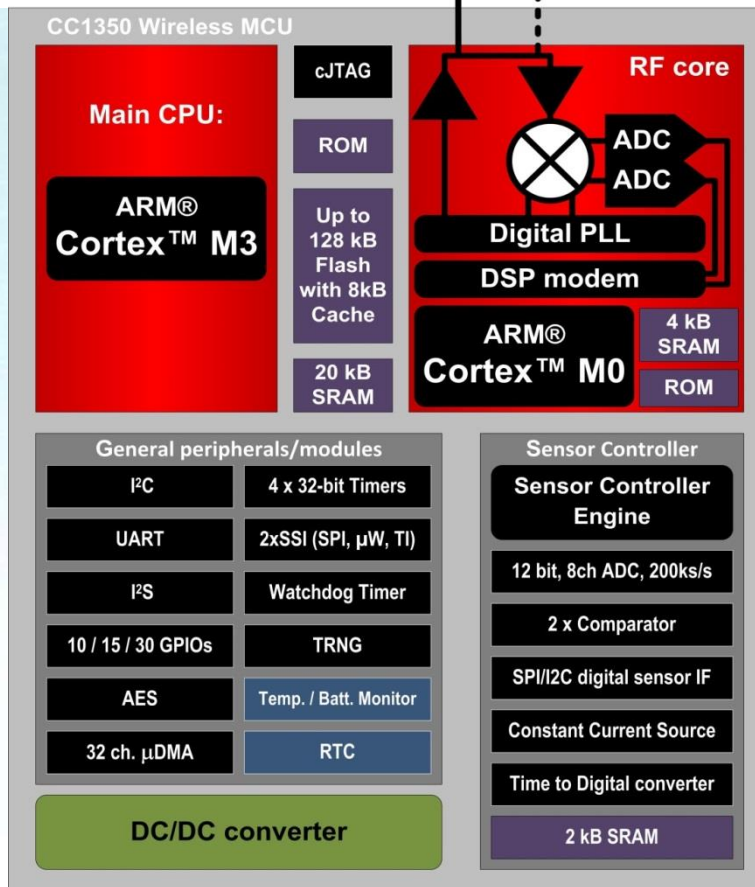 CC1350 Wireless MCU
Main CPU:
ARM®
Cortex™ M3
cJTAG
ROM
Up to
128 kB
Flash
with 8kB
Cache
20 kB
SRAM
RF core
ADC
ADC
Digital PLL
DSP modem
ARM®
Cortex™ M0
4 kB
SRAM
ROM
General peripherals/modules
I²C
4 x 32-bit Timers
UART
2xSSI (SPI, µW, TI)
I²S
Watchdog Timer
10 / 15 / 30 GPIOs
TRNG
AES
Temp. / Batt. Monitor
32 ch. µDMA
RTC
DC/DC converter
Sensor Controller
Sensor Controller
Engine
12 bit, 8ch ADC, 200ks/s
2 x Comparator
SPI/I2C digital sensor IF
Constant Current Source
Time to Digital converter
2 kB SRAM